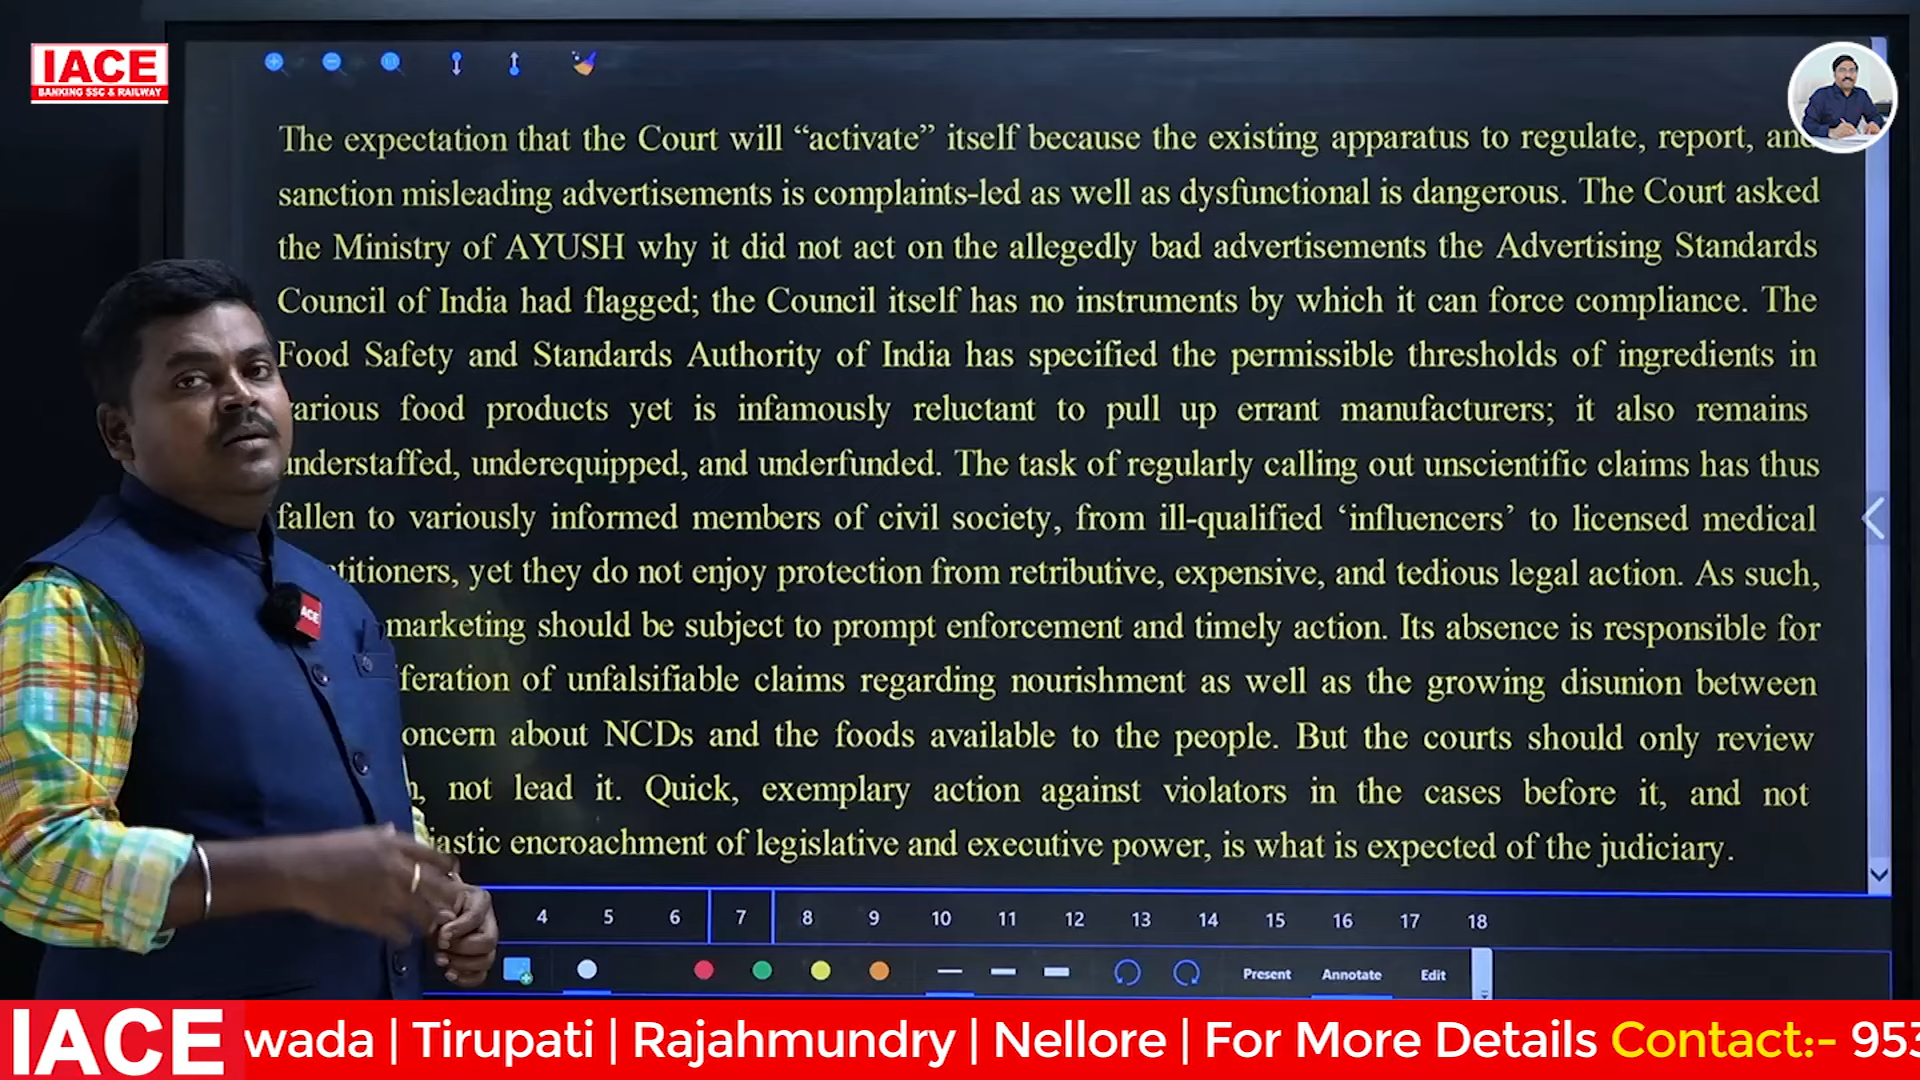 IACE
BANKING SSC & RAILWAY
The expectation that the Court will “activate” itself because the existing apparatus to regulate, report, and
sanction misleading advertisements is complaints-led as well as dysfunctional is dangerous. The Court asked
the Ministry of AYUSH why it did not act on the allegedly bad advertisements the Advertising Standards
Council of India had flagged; the Council itself has no instruments by which it can force compliance. The
Food Safety and Standards Authority of India has specified the permissible thresholds of ingredients in
various food products yet is infamously reluctant to pull up errant manufacturers; it also remains
understaffed, underequipped, and underfunded. The task of regularly calling out unscientific claims has thus
fallen to variously informed members of civil society, from ill-qualified ‘influencers’ to licensed medical
titioners, yet they do not enjoy protection from retributive, expensive, and tedious legal action. As such,
marketing should be subject to prompt enforcement and timely action. Its absence is responsible for
feration of unfalsifiable claims regarding nourishment as well as the growing disunion between
oncern about NCDs and the foods available to the people. But the courts should only review
not lead it. Quick, exemplary action against violators in the cases before it, and not
iastic encroachment of legislative and executive power, is what is expected of the judiciary.
ACE
4 5 6 7 8 9 10 11 12 13 14 15 16 17 18
Present Annotate Edit
IACE wada | Tirupati | Rajahmundry | Nellore | For More Details Contact:- 953